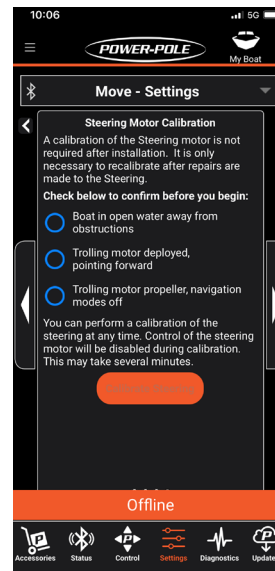 10:06
5G
POWER-POLE
My Boat
Move - Settings
Steering Motor Calibration
A calibration of the Steering motor is not
required after installation. It is only
necessary to recalibrate after repairs are
made to the Steering.
Check below to confirm before you begin:
Boat in open water away from
obstructions
Trolling motor deployed,
pointing forward
Trolling motor propeller, navigation
modes off
You can perform a calibration of the
steering at any time. Control of the steering
motor will be disabled during calibration.
This may take several minutes.
Offline
Accessories Status Control Settings Diagnostics Update